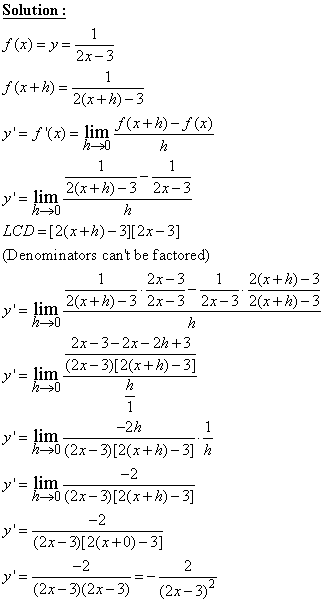 Solution :
f(x) = y = 1/(2x−3)
f(x+h) = 1/(2(x+h)−3)
y' = f'(x) = lim h→0 (f(x+h)−f(x))/h
y' = lim h→0 (1/(2(x+h)−3) − 1/(2x−3))/h
LCD = [2(x+h)−3][2x−3]
(Denominators can't be factored)
y' = lim h→0 (1/(2(x+h)−3) · (2x−3)/(2x−3) − 1/(2x−3) · (2(x+h)−3)/(2(x+h)−3))/h
y' = lim h→0 ((2x−3−2x−2h+3)/((2x−3)[2(x+h)−3]))/(h/1)
y' = lim h→0 (−2h)/((2x−3)[2(x+h)−3]) · 1/h
y' = lim h→0 (−2)/((2x−3)[2(x+h)−3])
y' = (−2)/((2x−3)[2(x+0)−3])
y' = (−2)/((2x−3)(2x−3)) = − 2/(2x−3)²